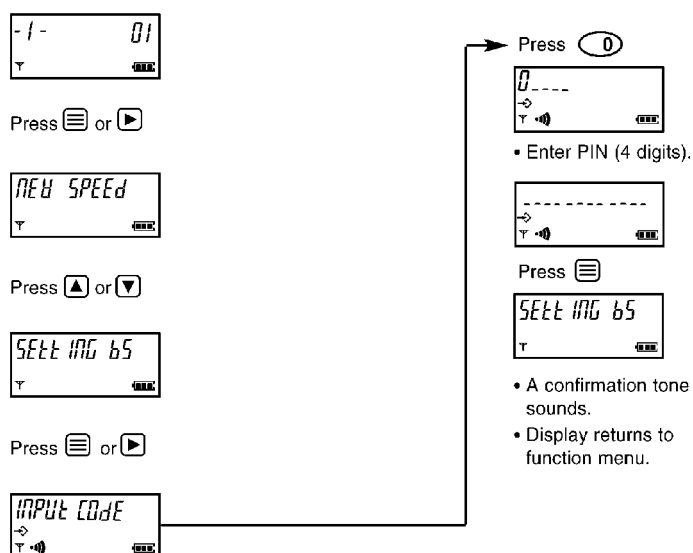 -1- 01
Press or
NEW SPEEd
Press or
SEtt ING bS
Press or
INPUt COdE
Press 0
0----
• Enter PIN (4 digits).
-----------
Press
SEtt ING bS
• A confirmation tone
sounds.
• Display returns to
function menu.